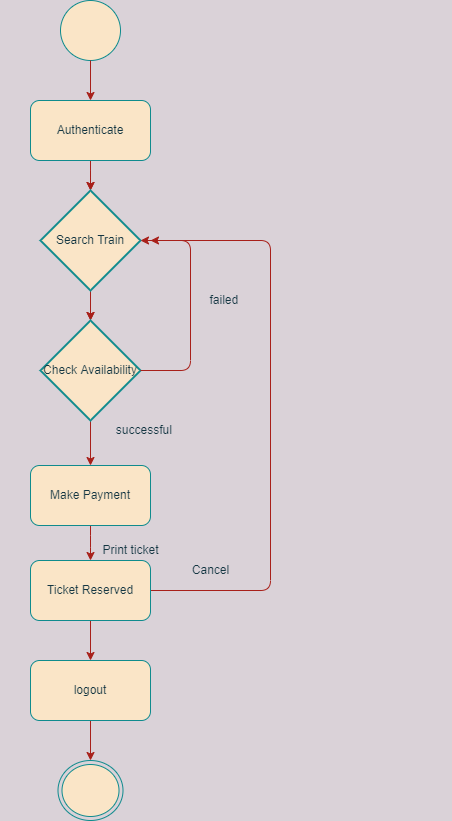 Authenticate
Search Train
failed
Check Availability
successful
Make Payment
Print ticket
Cancel
Ticket Reserved
logout